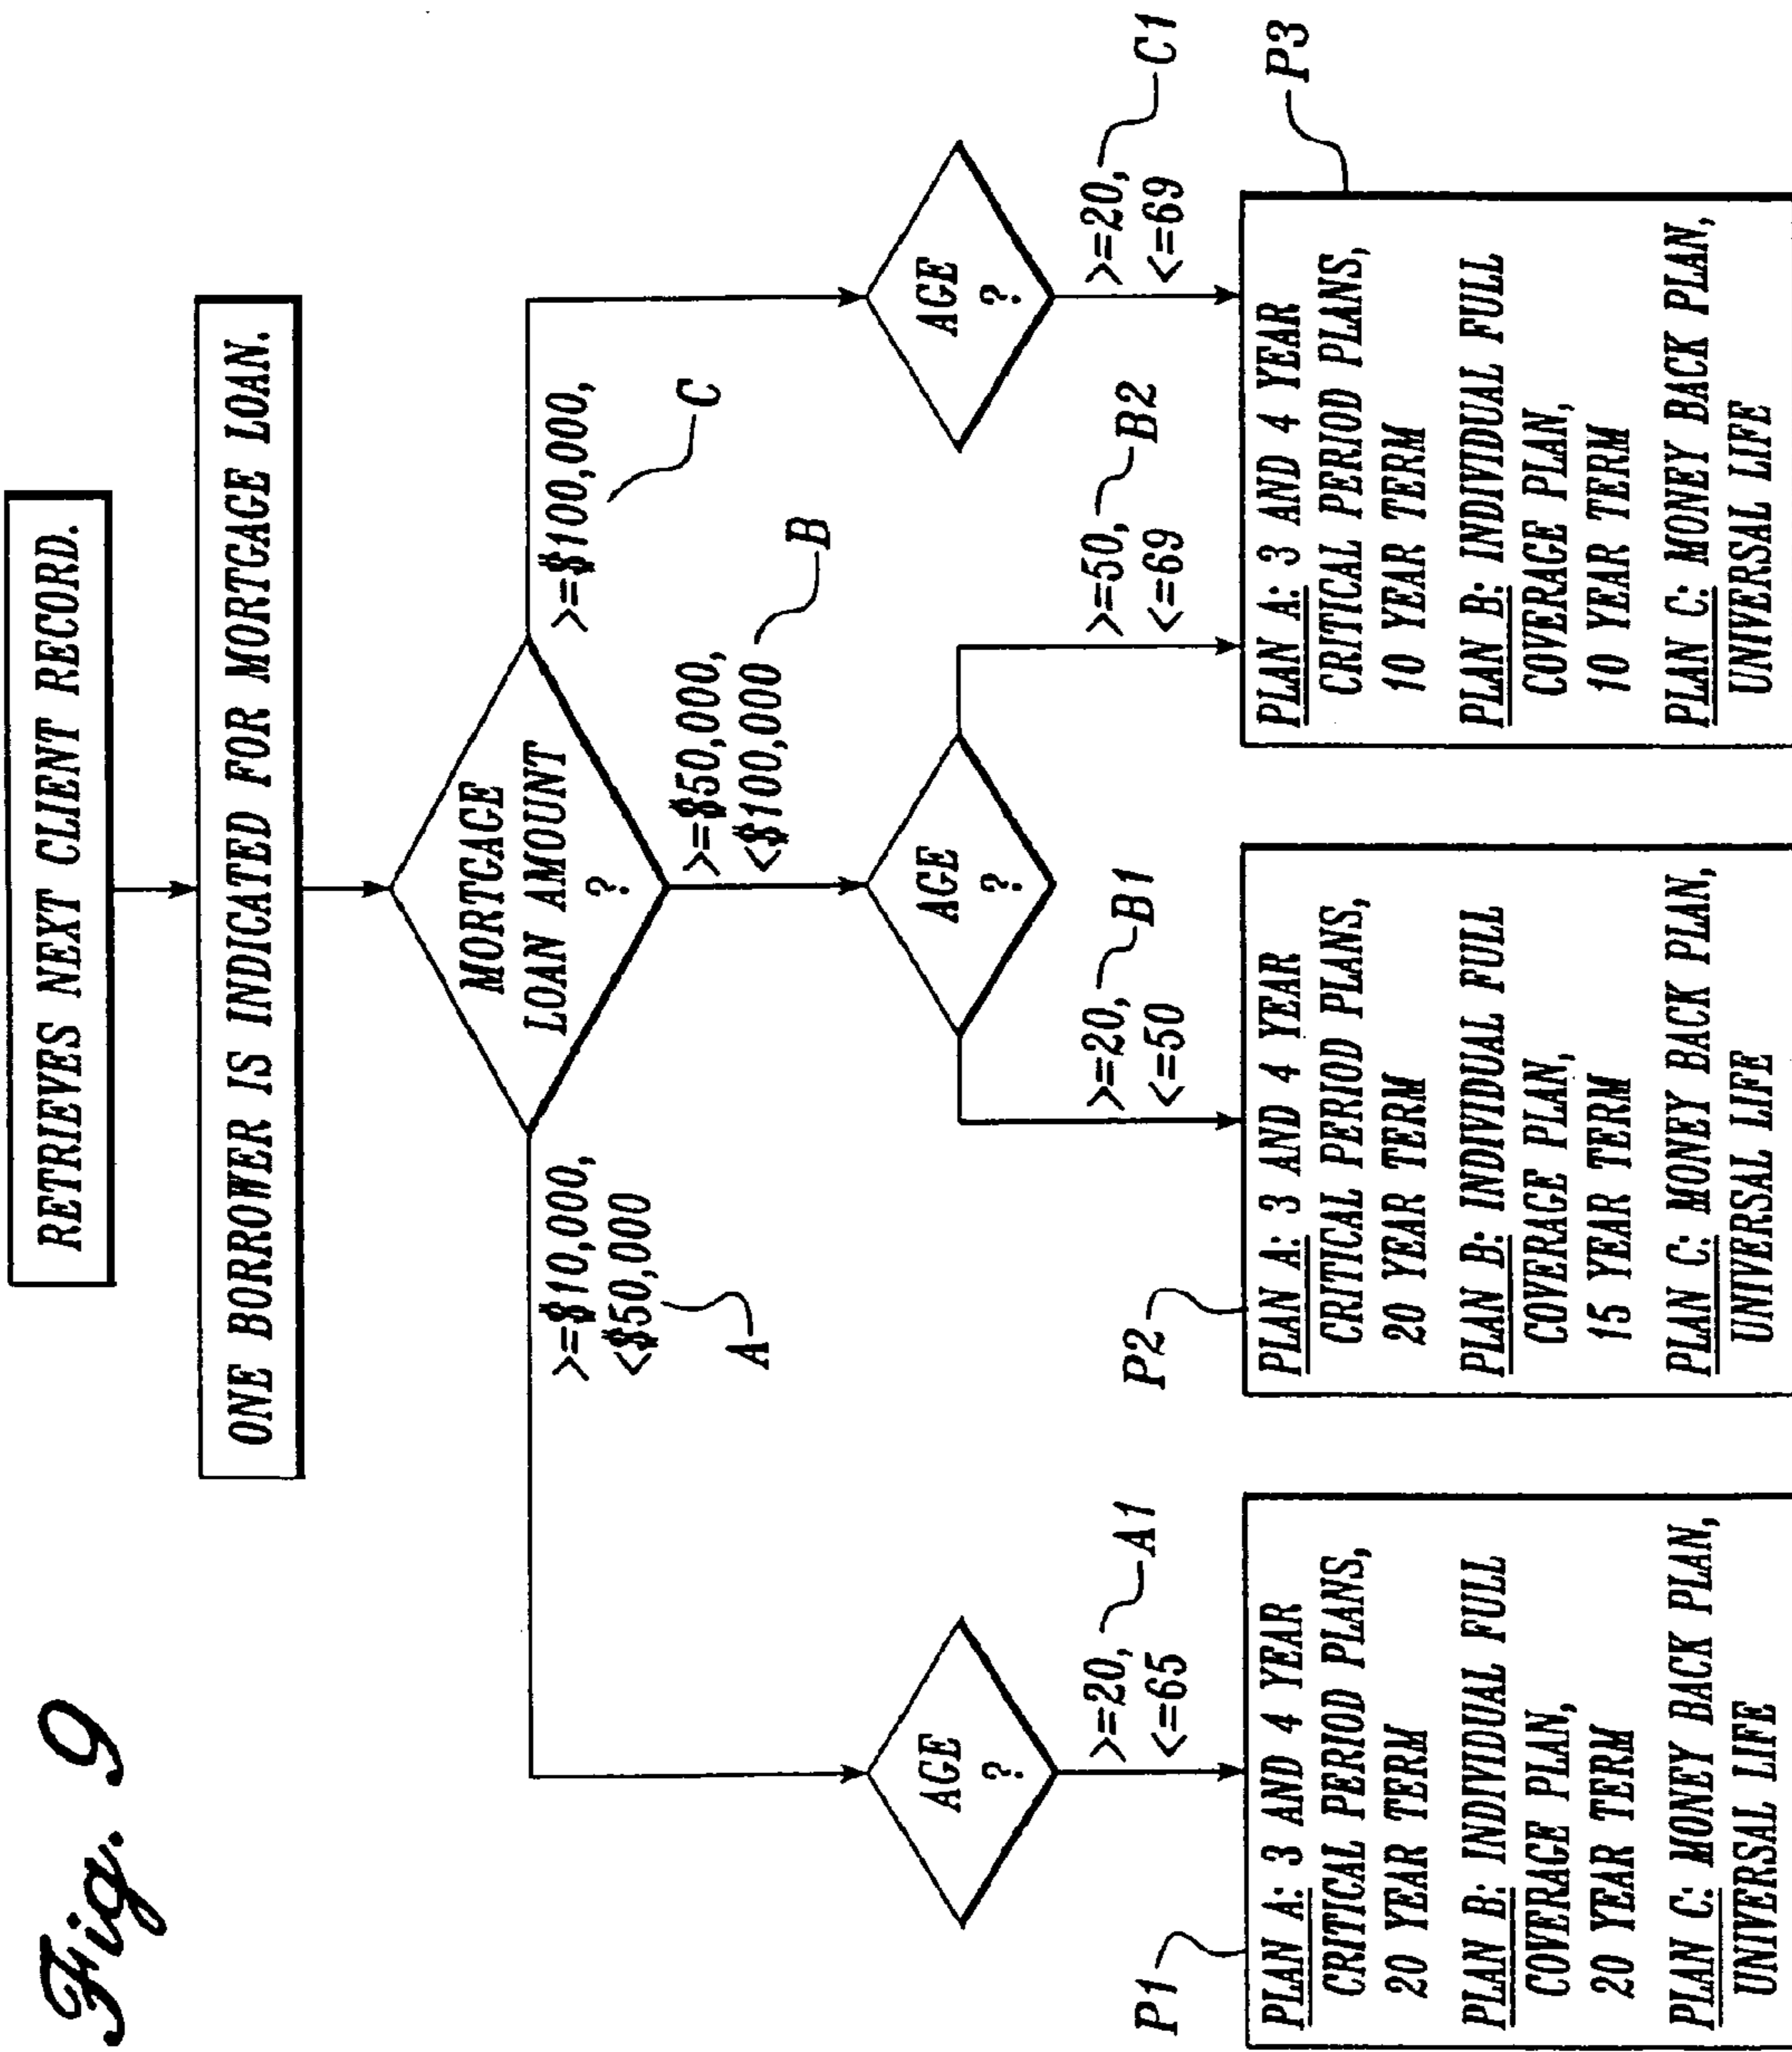 Fig. 9
RETRIEVES NEXT CLIENT RECORD.
ONE BORROWER IS INDICATED FOR MORTGAGE LOAN.
MORTGAGE
LOAN AMOUNT
?
>=$10,000,
<$50,000
A
>=$50,000,
<$100,000
B
>=$100,000,
C
AGE
?
>=20,
<=65
A1
AGE
?
>=20,
<=50
B1
>=50,
<=69
B2
AGE
?
>=20,
<=69
C1
P1
PLAN A: 3 AND 4 YEAR
CRITICAL PERIOD PLANS,
20 YEAR TERM
PLAN B: INDIVIDUAL FULL
COVERAGE PLAN,
20 YEAR TERM
PLAN C: MONEY BACK PLAN,
UNIVERSAL LIFE
P2
PLAN A: 3 AND 4 YEAR
CRITICAL PERIOD PLANS,
20 YEAR TERM
PLAN B: INDIVIDUAL FULL
COVERAGE PLAN,
15 YEAR TERM
PLAN C: MONEY BACK PLAN,
UNIVERSAL LIFE
P3
PLAN A: 3 AND 4 YEAR
CRITICAL PERIOD PLANS,
10 YEAR TERM
PLAN B: INDIVIDUAL FULL
COVERAGE PLAN,
10 YEAR TERM
PLAN C: MONEY BACK PLAN,
UNIVERSAL LIFE